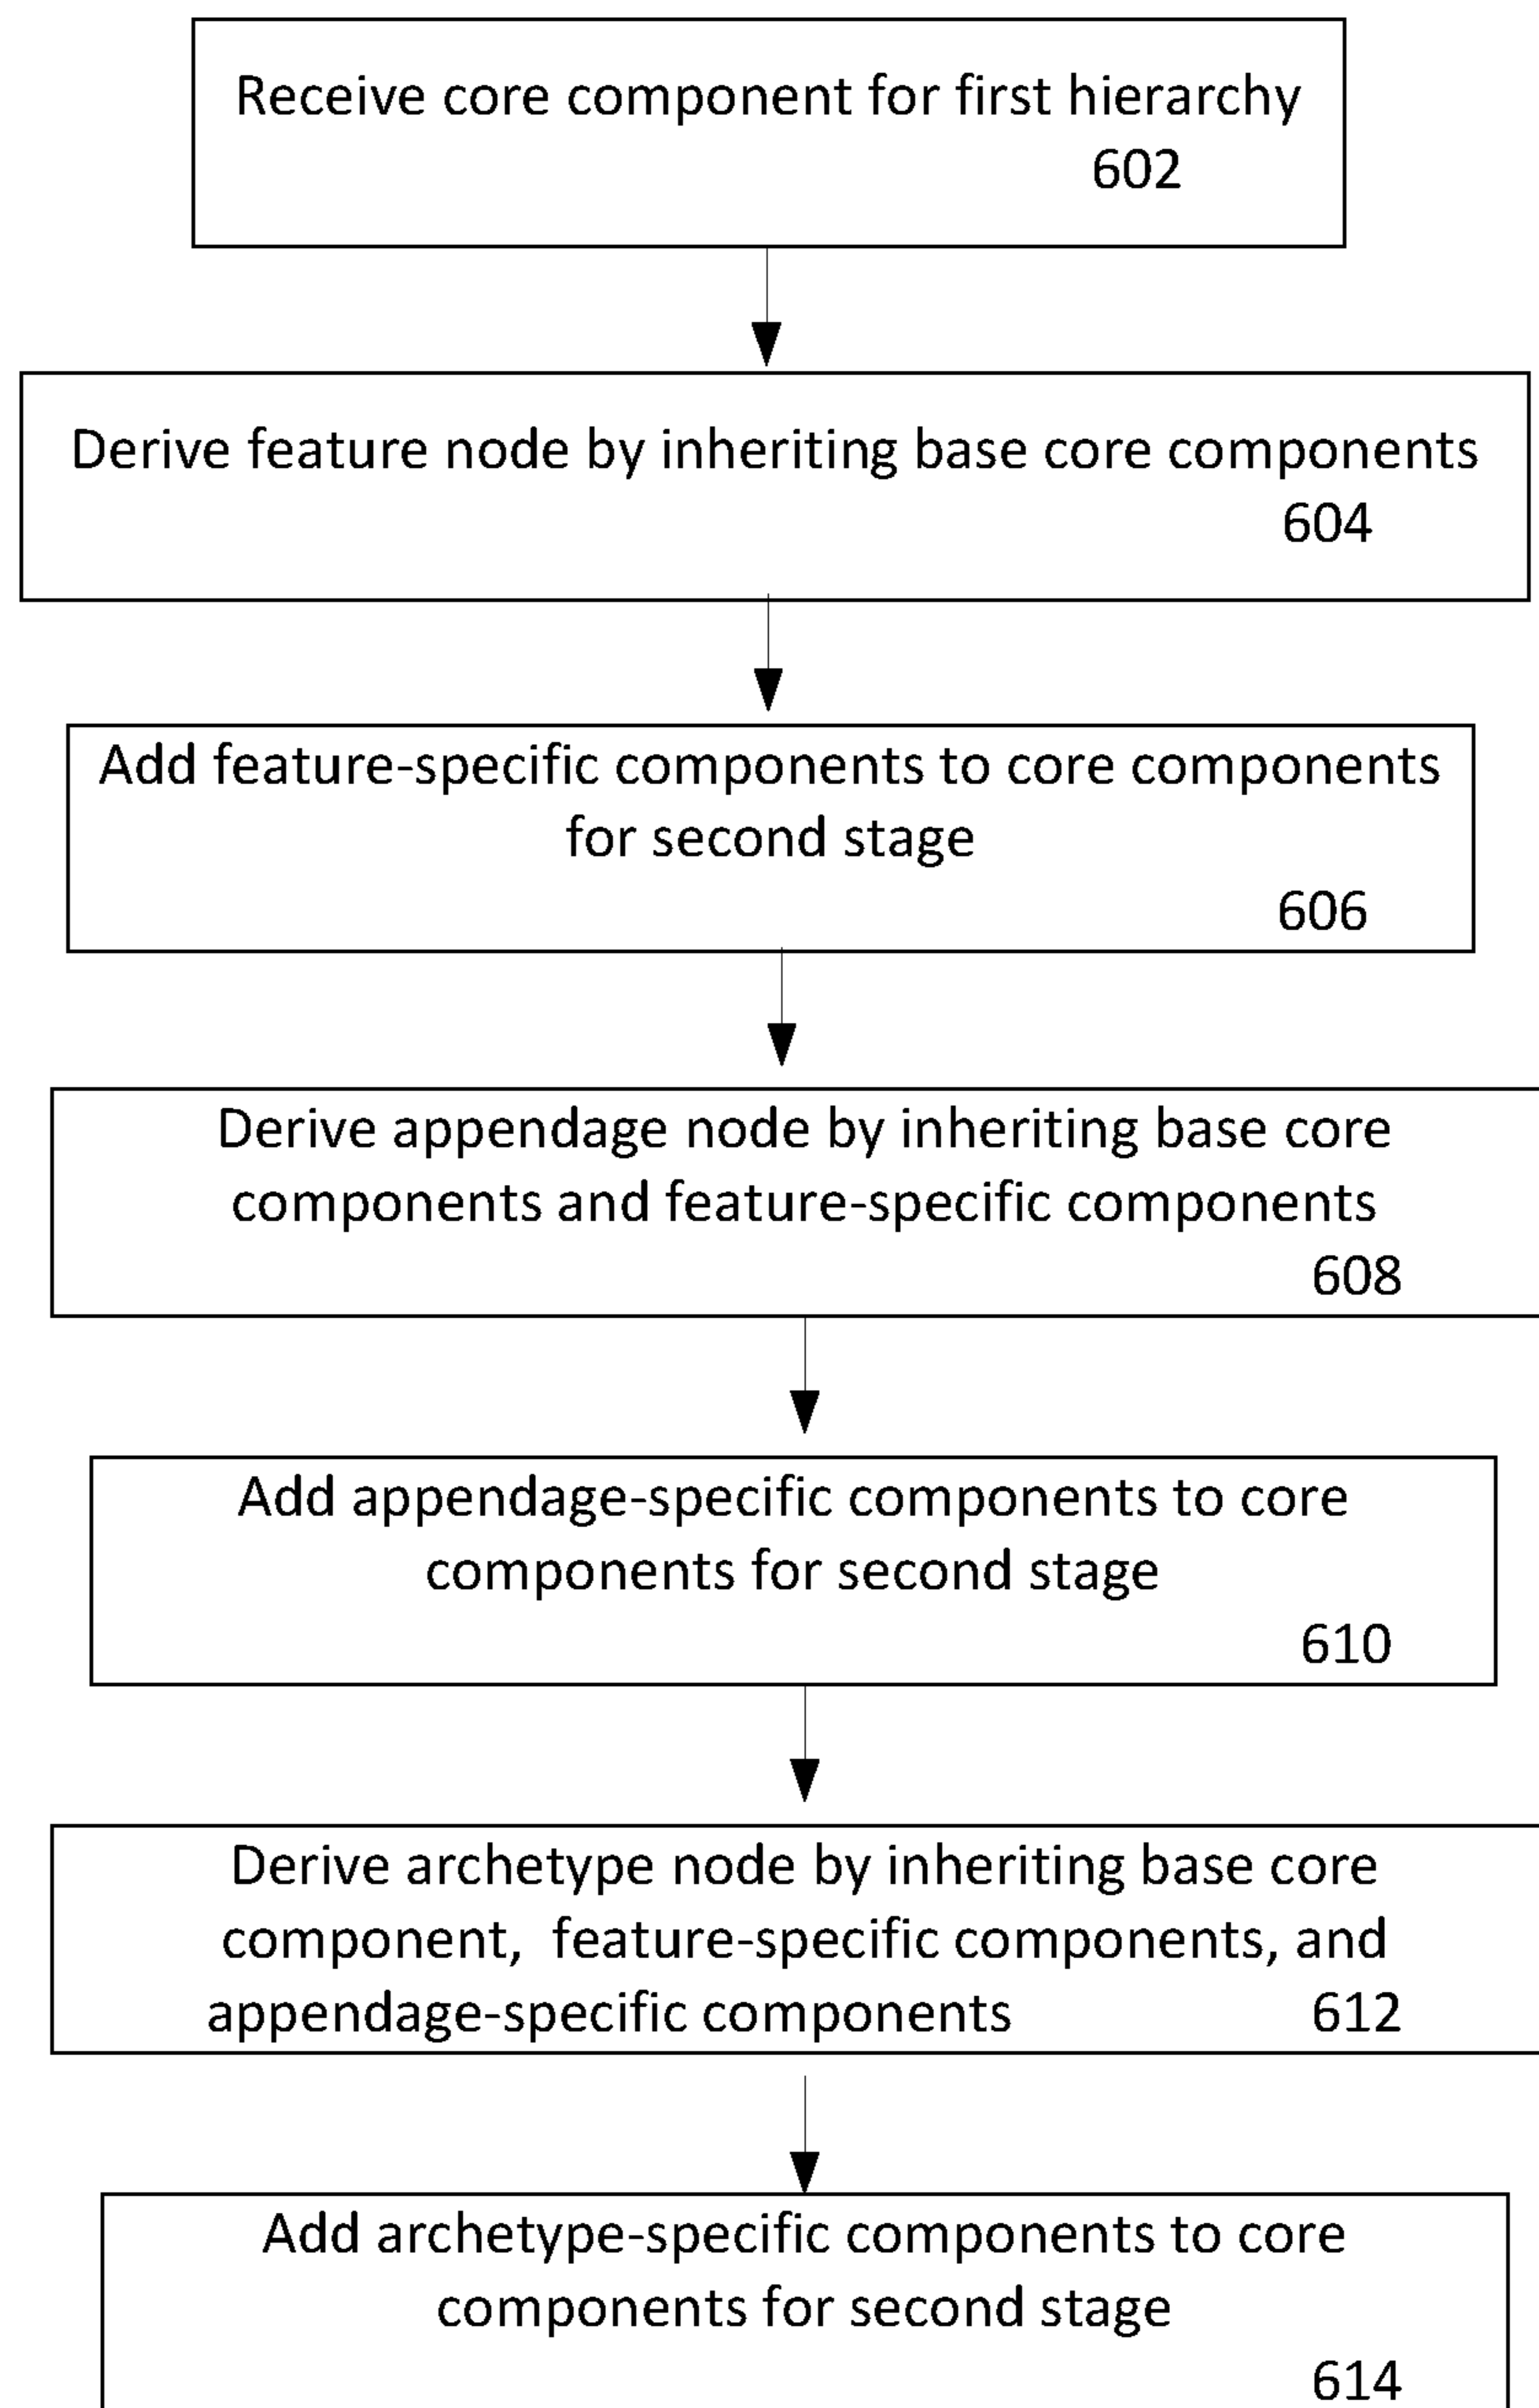 Receive core component for first hierarchy
602
Derive feature node by inheriting base core components
604
Add feature-specific components to core components
for second stage
606
Derive appendage node by inheriting base core
components and feature-specific components
608
Add appendage-specific components to core
components for second stage
610
Derive archetype node by inheriting base core
component, feature-specific components, and
appendage-specific components 612
Add archetype-specific components to core
components for second stage
614